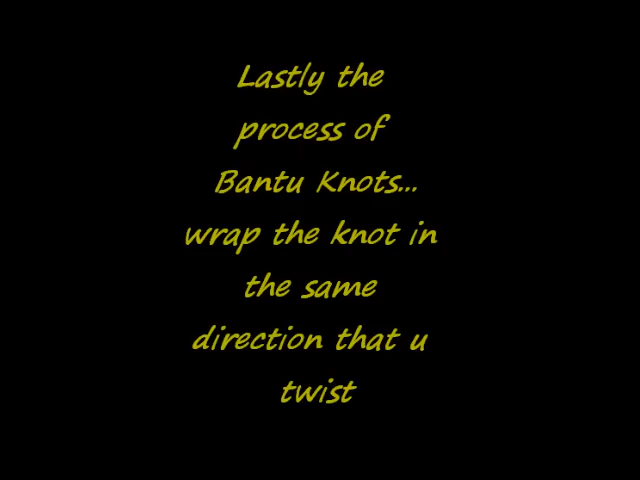 Lastly the
process of
Bantu Knots...
wrap the knot in
the same
direction that u
twist